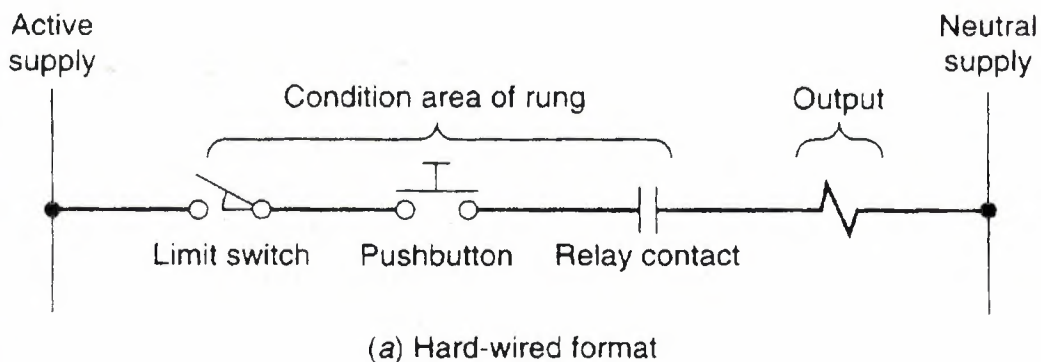 Active
supply
Neutral
supply
Condition area of rung
Output
Limit switch
Pushbutton
Relay contact
(a) Hard-wired format